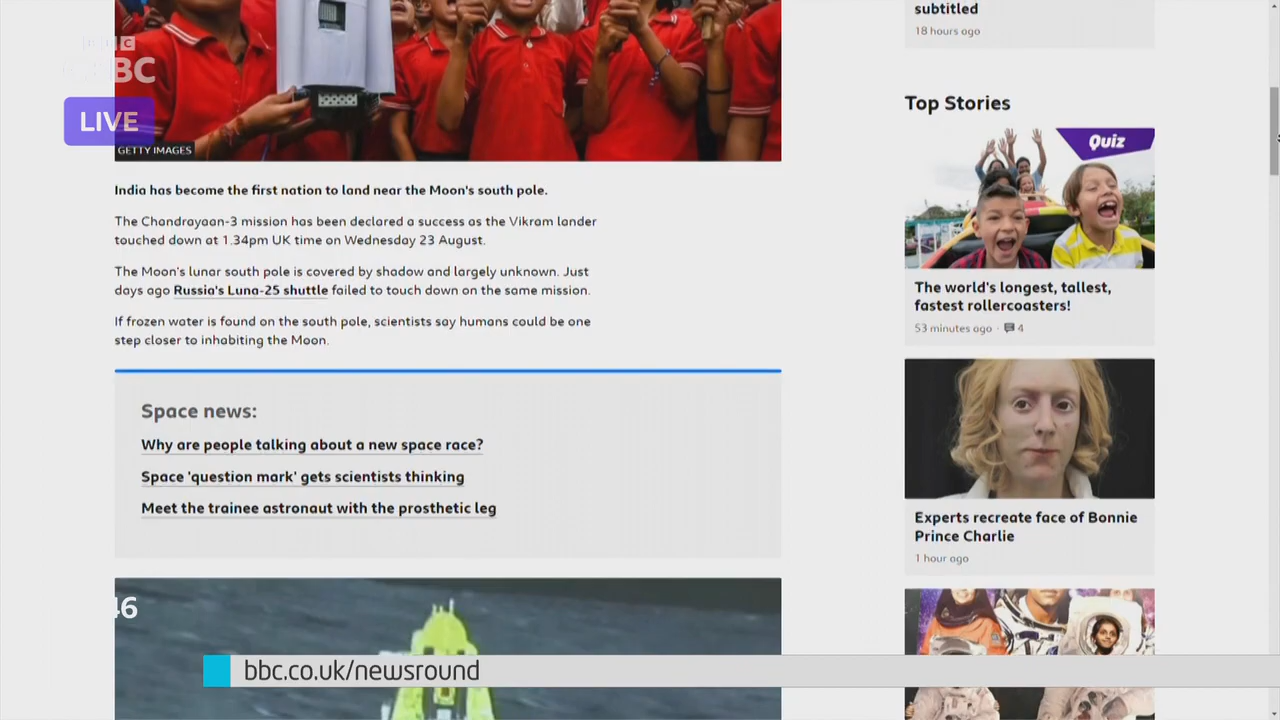 subtitled
18 hours ago
BBC
LIVE
GETTY IMAGES
Top Stories
Quiz
India has become the first nation to land near the Moon's south pole.
The Chandrayaan-3 mission has been declared a success as the Vikram lander
touched down at 1.34pm UK time on Wednesday 23 August.
The Moon's lunar south pole is covered by shadow and largely unknown. Just
days ago Russia's Luna-25 shuttle failed to touch down on the same mission.
If frozen water is found on the south pole, scientists say humans could be one
step closer to inhabiting the Moon.
The world's longest, tallest,
fastest rollercoasters!
53 minutes ago · 4
Space news:
Why are people talking about a new space race?
Space 'question mark' gets scientists thinking
Meet the trainee astronaut with the prosthetic leg
Experts recreate face of Bonnie
Prince Charlie
1 hour ago
46
bbc.co.uk/newsround